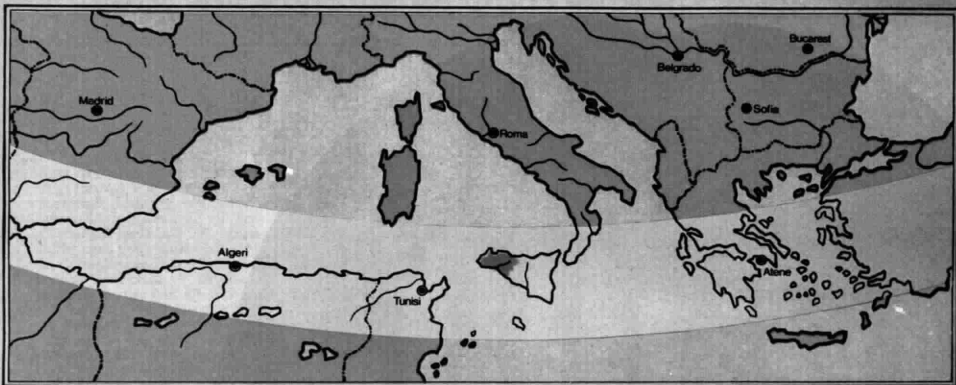 Bucarest
Belgrado
Madrid
Sofia
Roma
Algeri
Atene
Tunisi